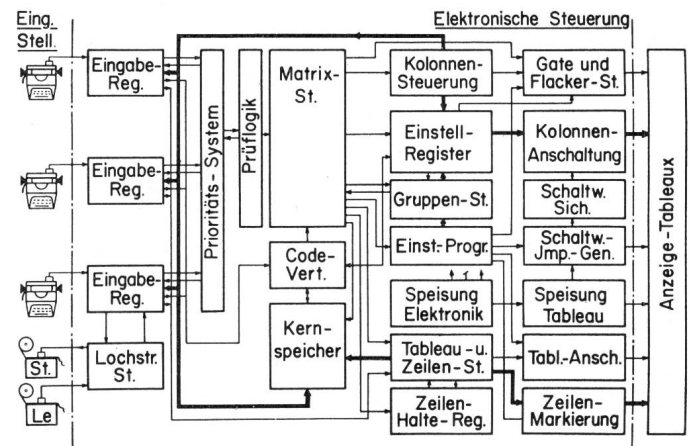 Eing.
Stell.
Elektronische Steuerung
Eingabe-
Reg.
Eingabe-
Reg.
Eingabe-
Reg.
Lochstr.
St.
St.
Le
Prioritäts-System
Prüflogik
Matrix-
St.
Code-
Vert.
Kern-
speicher
Kolonnen-
Steuerung
Einstell-
Register
Gruppen-St.
Einst.-Progr.
Speisung
Elektronik
Tableau-u.
Zeilen-St.
Zeilen-
Halte-Reg.
Gate und
Flacker-St.
Kolonnen-
Anschaltung
Schaltw.
Sich.
Schaltw.-
Jmp.-Gen.
Speisung
Tableau
Tabl.-Ansch.
Zeilen-
Markierung
Anzeige-Tableaux